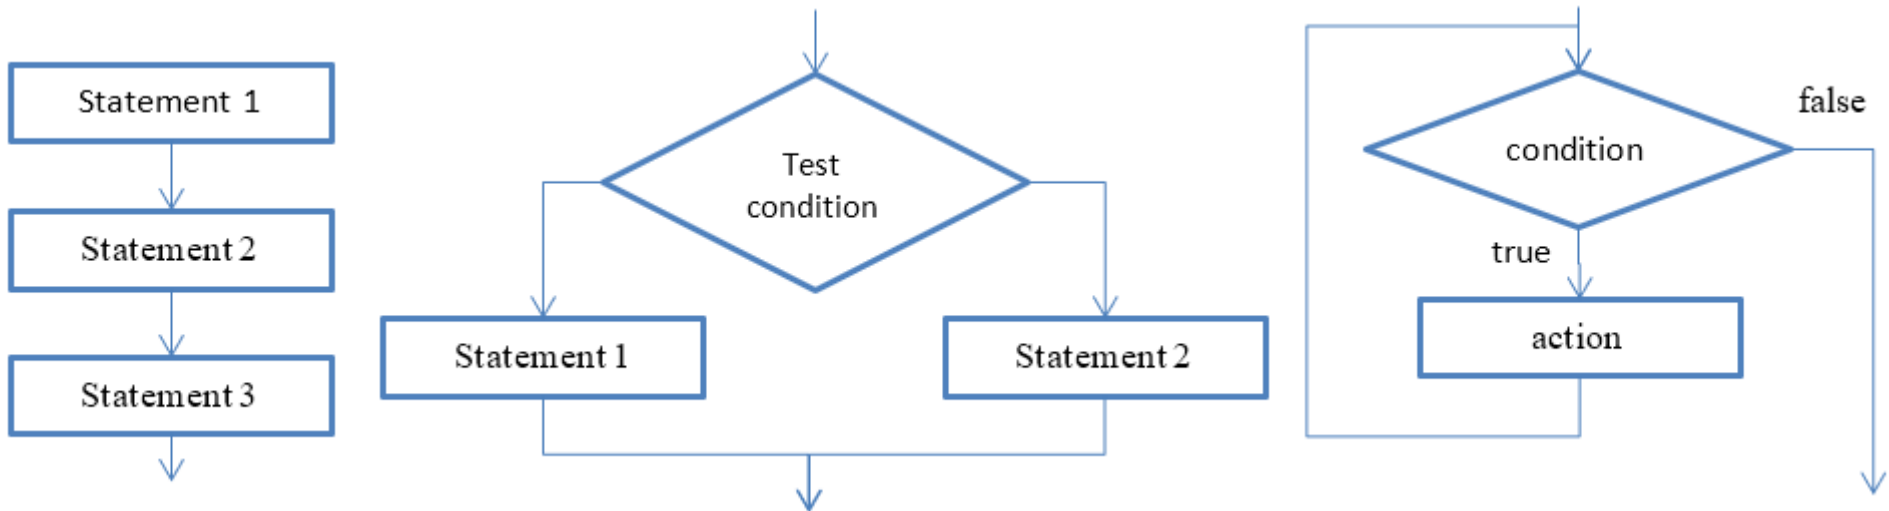 Statement 1
Statement 2
Statement 3
Test
condition
Statement 1
Statement 2
condition
false
true
action